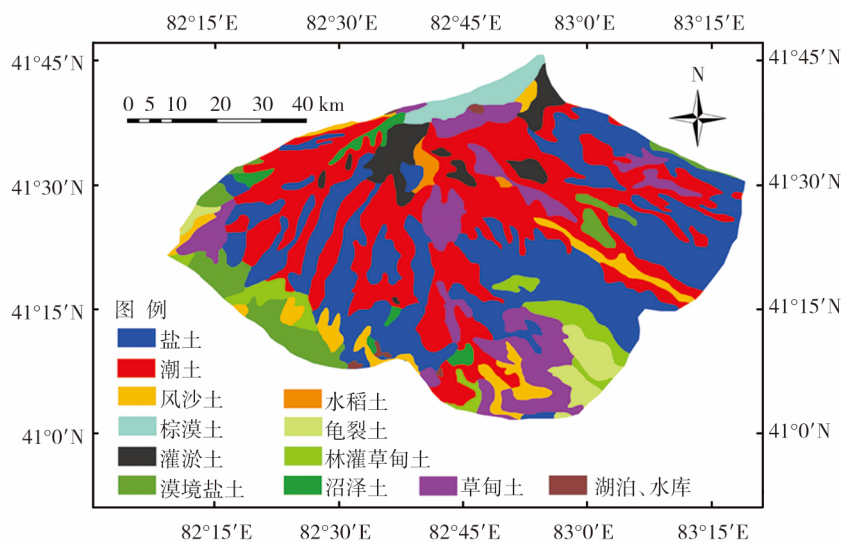 82°15′E 82°30′E 82°45′E 83°0′E 83°15′E
41°45′N 41°45′N
N
0 5 10 20 30 40 km
41°30′N 41°30′N
41°15′N 41°15′N
图 例
盐土
潮土
风沙土 水稻土
棕漠土 龟裂土
41°0′N 41°0′N
灌淤土 林灌草甸土
漠境盐土 沼泽土 草甸土 湖泊、水库
82°15′E 82°30′E 82°45′E 83°0′E 83°15′E